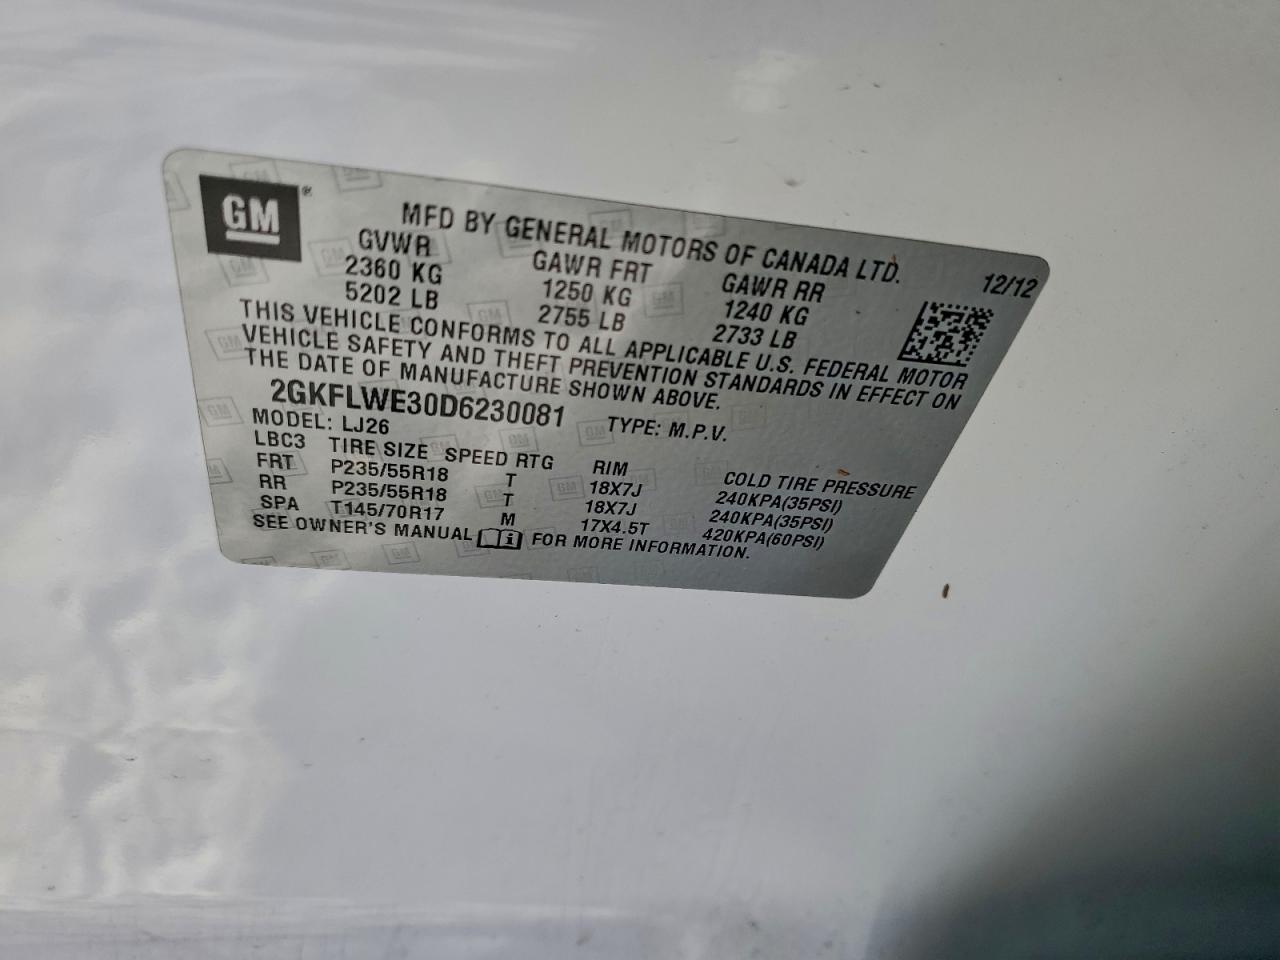 GM ®
MFD BY GENERAL MOTORS OF CANADA LTD.
12/12
GVWR GAWR FRT GAWR RR
2360 KG 1250 KG 1240 KG
5202 LB 2755 LB 2733 LB
THIS VEHICLE CONFORMS TO ALL APPLICABLE U.S. FEDERAL MOTOR
VEHICLE SAFETY AND THEFT PREVENTION STANDARDS IN EFFECT ON
THE DATE OF MANUFACTURE SHOWN ABOVE.
2GKFLWE30D6230081 TYPE: M.P.V.
MODEL: LJ26
LBC3 TIRE SIZE SPEED RTG RIM COLD TIRE PRESSURE
FRT P235/55R18 T 18X7J 240KPA(35PSI)
RR P235/55R18 T 18X7J 240KPA(35PSI)
SPA T145/70R17 M 17X4.5T 420KPA(60PSI)
SEE OWNER'S MANUAL i FOR MORE INFORMATION.